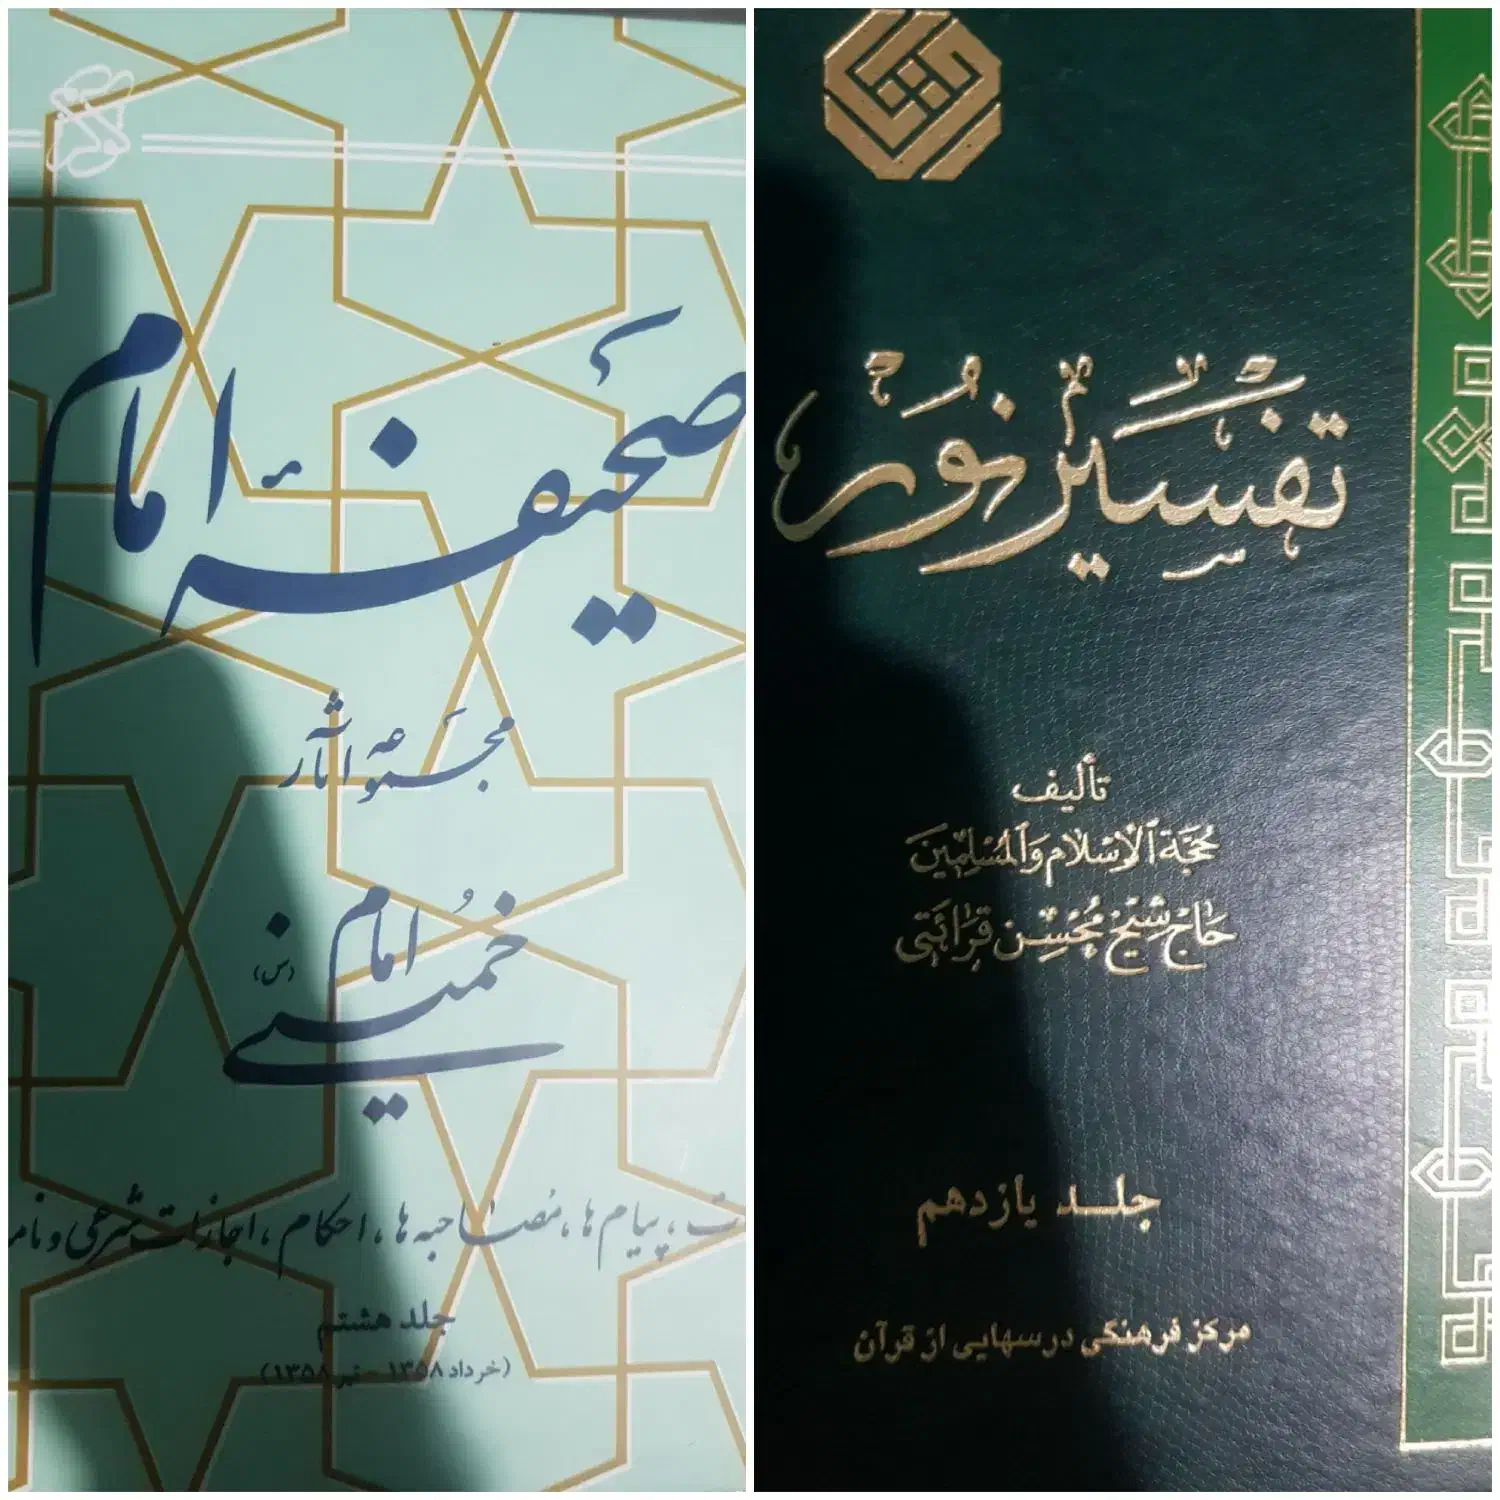 صحیفهٔ امام
مجموعه آثار
امام خمینی (س)
پیام‌ها، مصاحبه‌ها، احکام، اجازات شرعی و
جلد هشتم
(خرداد ۱۳۵۸ - تیر ۱۳۵۸)
تفسیر نور
تألیف
حجة الاسلام والمسلمین
حاج شیخ محسن قرائتی
جلد یازدهم
مرکز فرهنگی درسهایی از قرآن